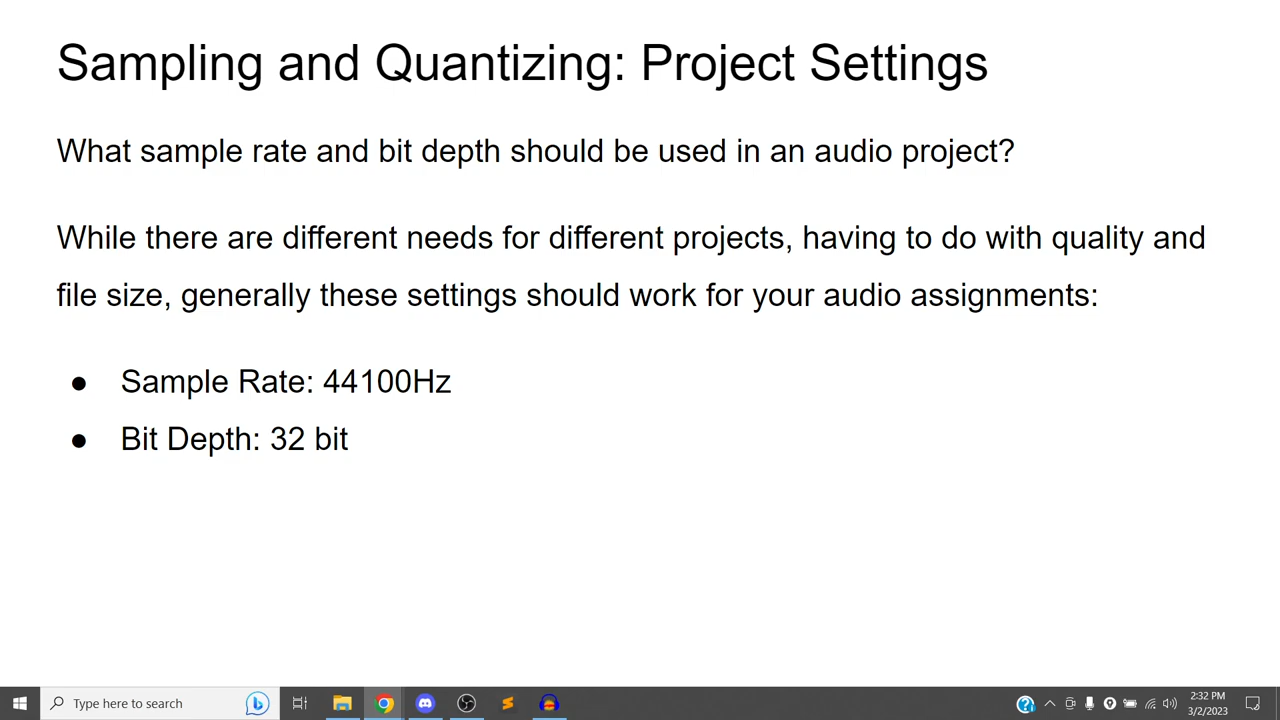 Sampling and Quantizing: Project Settings
What sample rate and bit depth should be used in an audio project?
While there are different needs for different projects, having to do with quality and
file size, generally these settings should work for your audio assignments:
● Sample Rate: 44100Hz
● Bit Depth: 32 bit
Type here to search
2:32 PM
3/2/2023